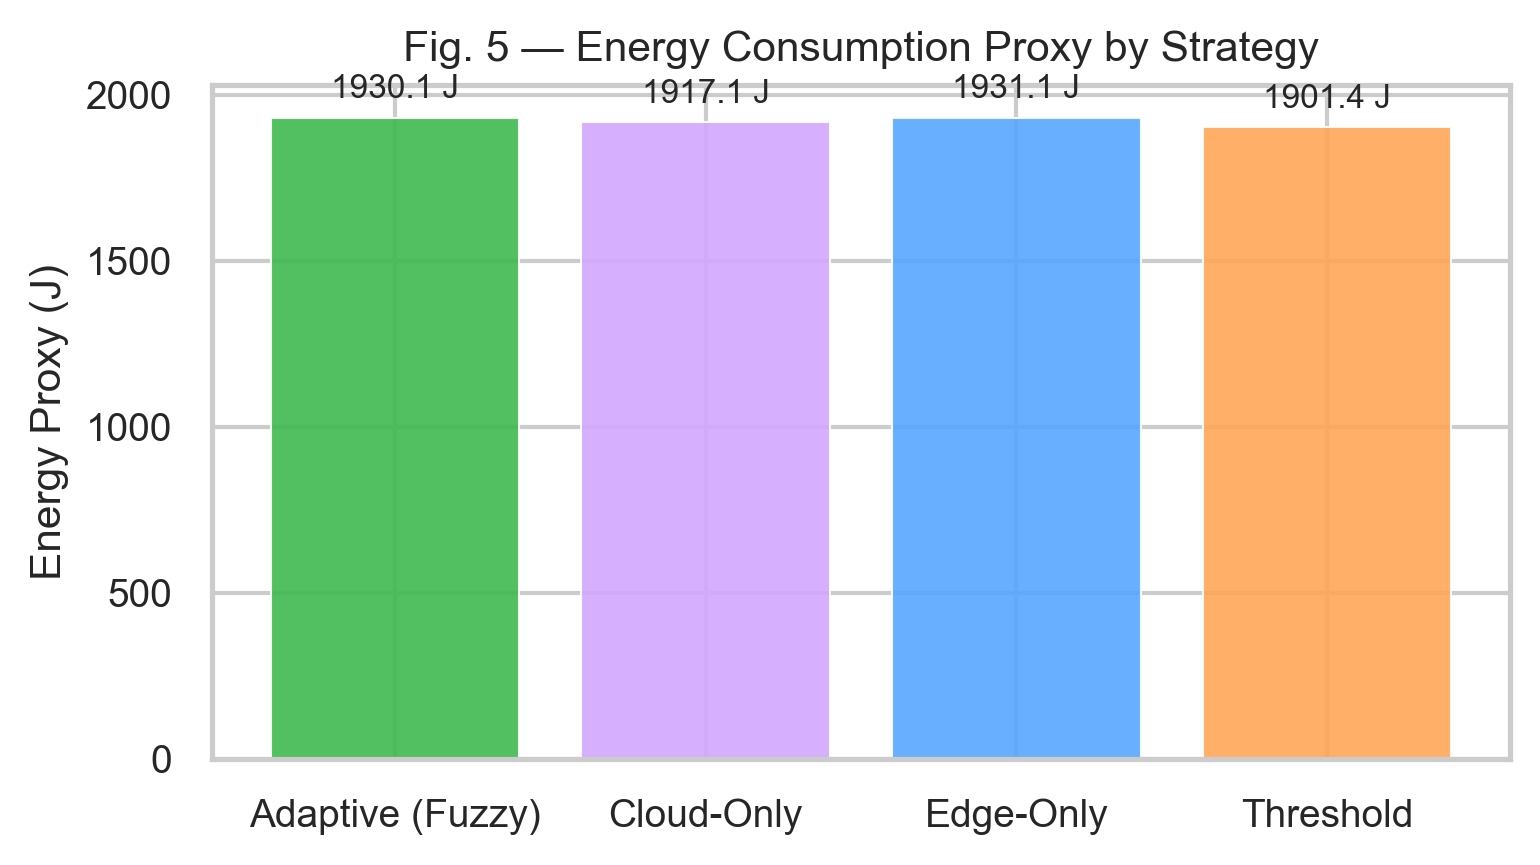 Fig. 5 — Energy Consumption Proxy by Strategy
1930.1 J
1917.1 J
1931.1 J
1901.4 J
2000
1500
1000
500
0
Energy Proxy (J)
Adaptive (Fuzzy)
Cloud-Only
Edge-Only
Threshold